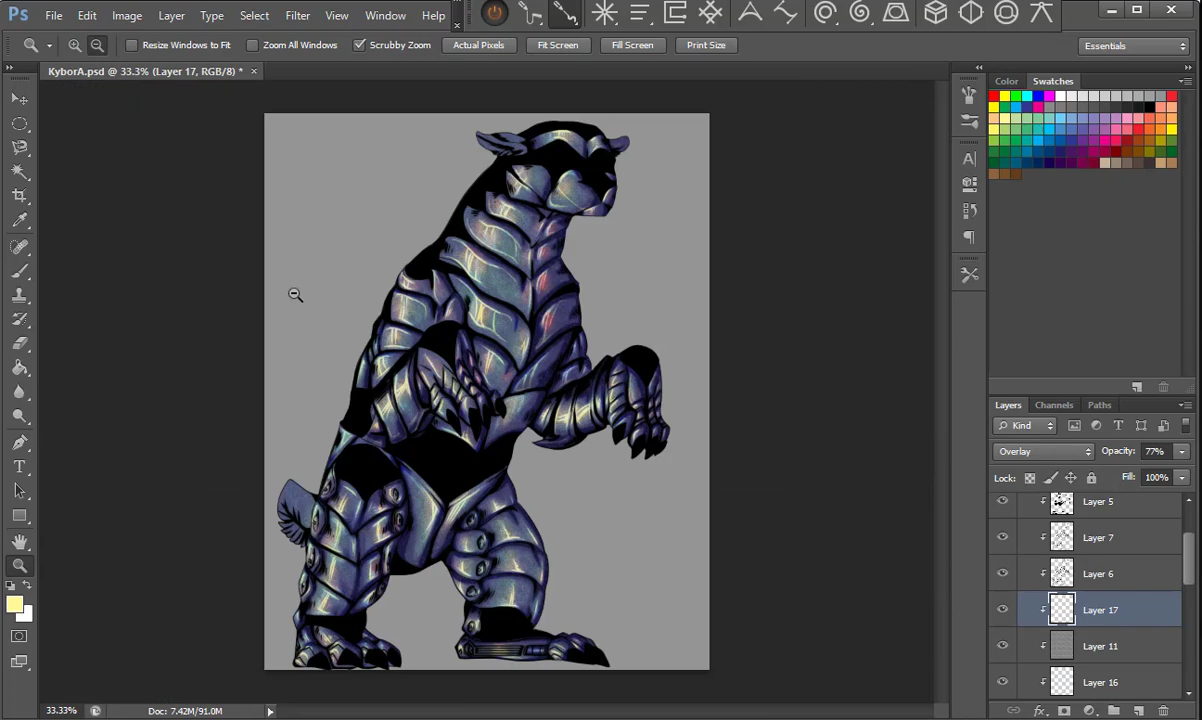 Ps File Edit Image Layer Type Select Filter View Window Help
Resize Windows to Fit Zoom All Windows Scrubby Zoom Actual Pixels Fit Screen Fill Screen Print Size Essentials
KyborA.psd @ 33.3% (Layer 17, RGB/8) *
Color Swatches
Layers Channels Paths
Kind T
Overlay Opacity: 77%
Lock: Fill: 100%
Layer 5
Layer 7
Layer 6
Layer 17
Layer 11
Layer 16
fx
33.33% Doc: 7.42M/91.0M